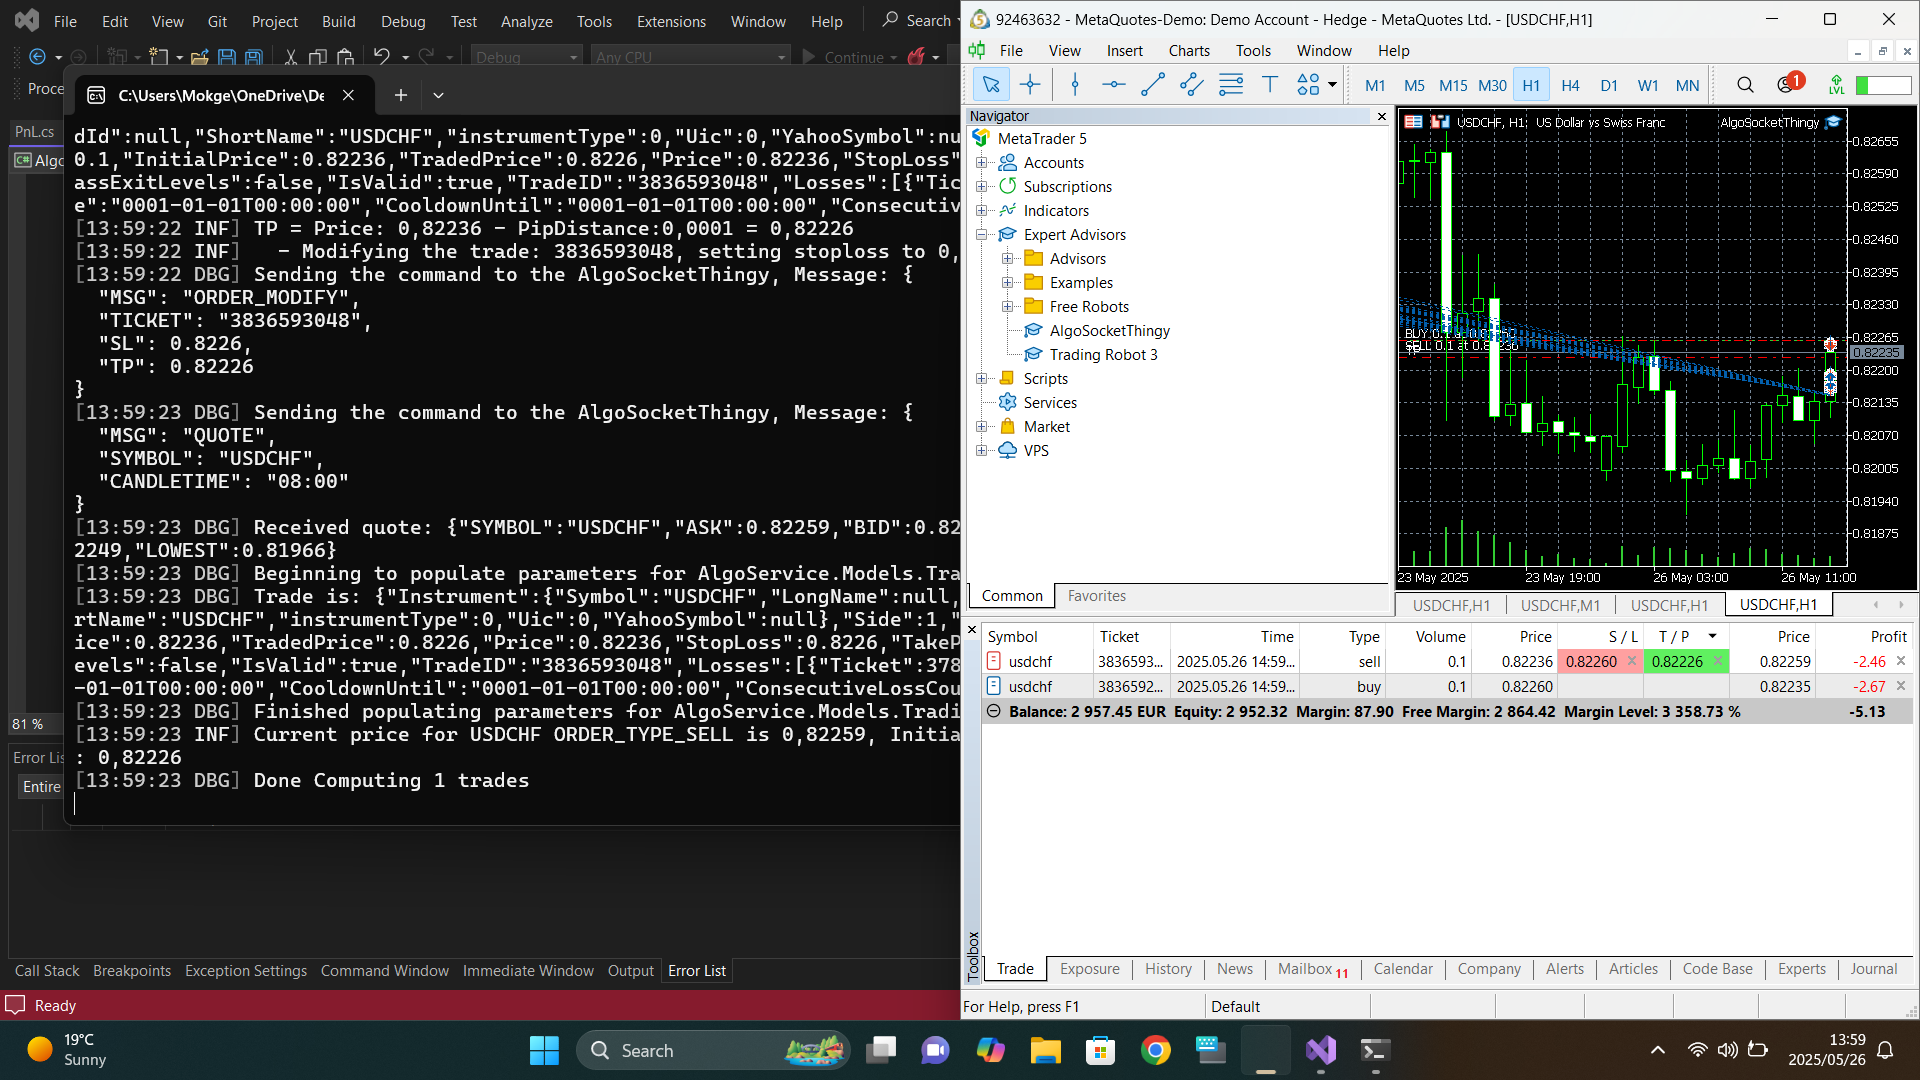 File Edit View Git Project Build Debug Test Analyze Tools Extensions Window Help Search
Debug Any CPU Continue
Proce
C:\Users\Mokge\OneDrive\De
PnL.cs
Algo
dId":null,"ShortName":"USDCHF","instrumentType":0,"Uic":0,"YahooSymbol":nu
0.1,"InitialPrice":0.82236,"TradedPrice":0.8226,"Price":0.82236,"StopLoss"
assExitLevels":false,"IsValid":true,"TradeID":"3836593048","Losses":[{"Tic
e":"0001-01-01T00:00:00","CooldownUntil":"0001-01-01T00:00:00","Consecutiv
[13:59:22 INF] TP = Price: 0,82236 - PipDistance:0,0001 = 0,82226
[13:59:22 INF]   - Modifying the trade: 3836593048, setting stoploss to 0,
[13:59:22 DBG] Sending the command to the AlgoSocketThingy, Message: {
"MSG": "ORDER_MODIFY",
"TICKET": "3836593048",
"SL": 0.8226,
"TP": 0.82226
}
[13:59:23 DBG] Sending the command to the AlgoSocketThingy, Message: {
"MSG": "QUOTE",
"SYMBOL": "USDCHF",
"CANDLETIME": "08:00"
}
[13:59:23 DBG] Received quote: {"SYMBOL":"USDCHF","ASK":0.82259,"BID":0.82
2249,"LOWEST":0.81966}
[13:59:23 DBG] Beginning to populate parameters for AlgoService.Models.Tra
[13:59:23 DBG] Trade is: {"Instrument":{"Symbol":"USDCHF","LongName":null,
rtName":"USDCHF","instrumentType":0,"Uic":0,"YahooSymbol":null},"Side":1,"
ice":0.82236,"TradedPrice":0.8226,"Price":0.82236,"StopLoss":0.8226,"TakeP
evels":false,"IsValid":true,"TradeID":"3836593048","Losses":[{"Ticket":378
-01-01T00:00:00","CooldownUntil":"0001-01-01T00:00:00","ConsecutiveLossCou
[13:59:23 DBG] Finished populating parameters for AlgoService.Models.Tradi
[13:59:23 INF] Current price for USDCHF ORDER_TYPE_SELL is 0,82259, Initia
: 0,82226
[13:59:23 DBG] Done Computing 1 trades
81 %
Error Lis
Entire
Call Stack Breakpoints Exception Settings Command Window Immediate Window Output Error List
Ready
92463632 - MetaQuotes-Demo: Demo Account - Hedge - MetaQuotes Ltd. - [USDCHF,H1]
File View Insert Charts Tools Window Help
M1 M5 M15 M30 H1 H4 D1 W1 MN 1 LVL
Navigator
MetaTrader 5
Accounts
Subscriptions
Indicators
Expert Advisors
Advisors
Examples
Free Robots
AlgoSocketThingy
Trading Robot 3
Scripts
Services
Market
VPS
Common Favorites
USDCHF, H1: US Dollar vs Swiss Franc AlgoSocketThingy
0.82655
0.82590
0.82525
0.82460
0.82395
0.82330
0.82265
0.82235
0.82200
0.82135
0.82070
0.82005
0.81940
0.81875
SELL 0.1 at 0.82236
23 May 2025 23 May 19:00 26 May 03:00 26 May 11:00
USDCHF,H1 USDCHF,M1 USDCHF,H1 USDCHF,H1
Symbol Ticket Time Type Volume Price S / L T / P Price Profit
usdchf 3836593... 2025.05.26 14:59... sell 0.1 0.82236 0.82260 0.82226 0.82259 -2.46
usdchf 3836592... 2025.05.26 14:59... buy 0.1 0.82260 0.82235 -2.67
Balance: 2 957.45 EUR Equity: 2 952.32 Margin: 87.90 Free Margin: 2 864.42 Margin Level: 3 358.73 % -5.13
Toolbox
Trade Exposure History News Mailbox 11 Calendar Company Alerts Articles Code Base Experts Journal
For Help, press F1 Default
19°C
Sunny
Search
13:59
2025/05/26